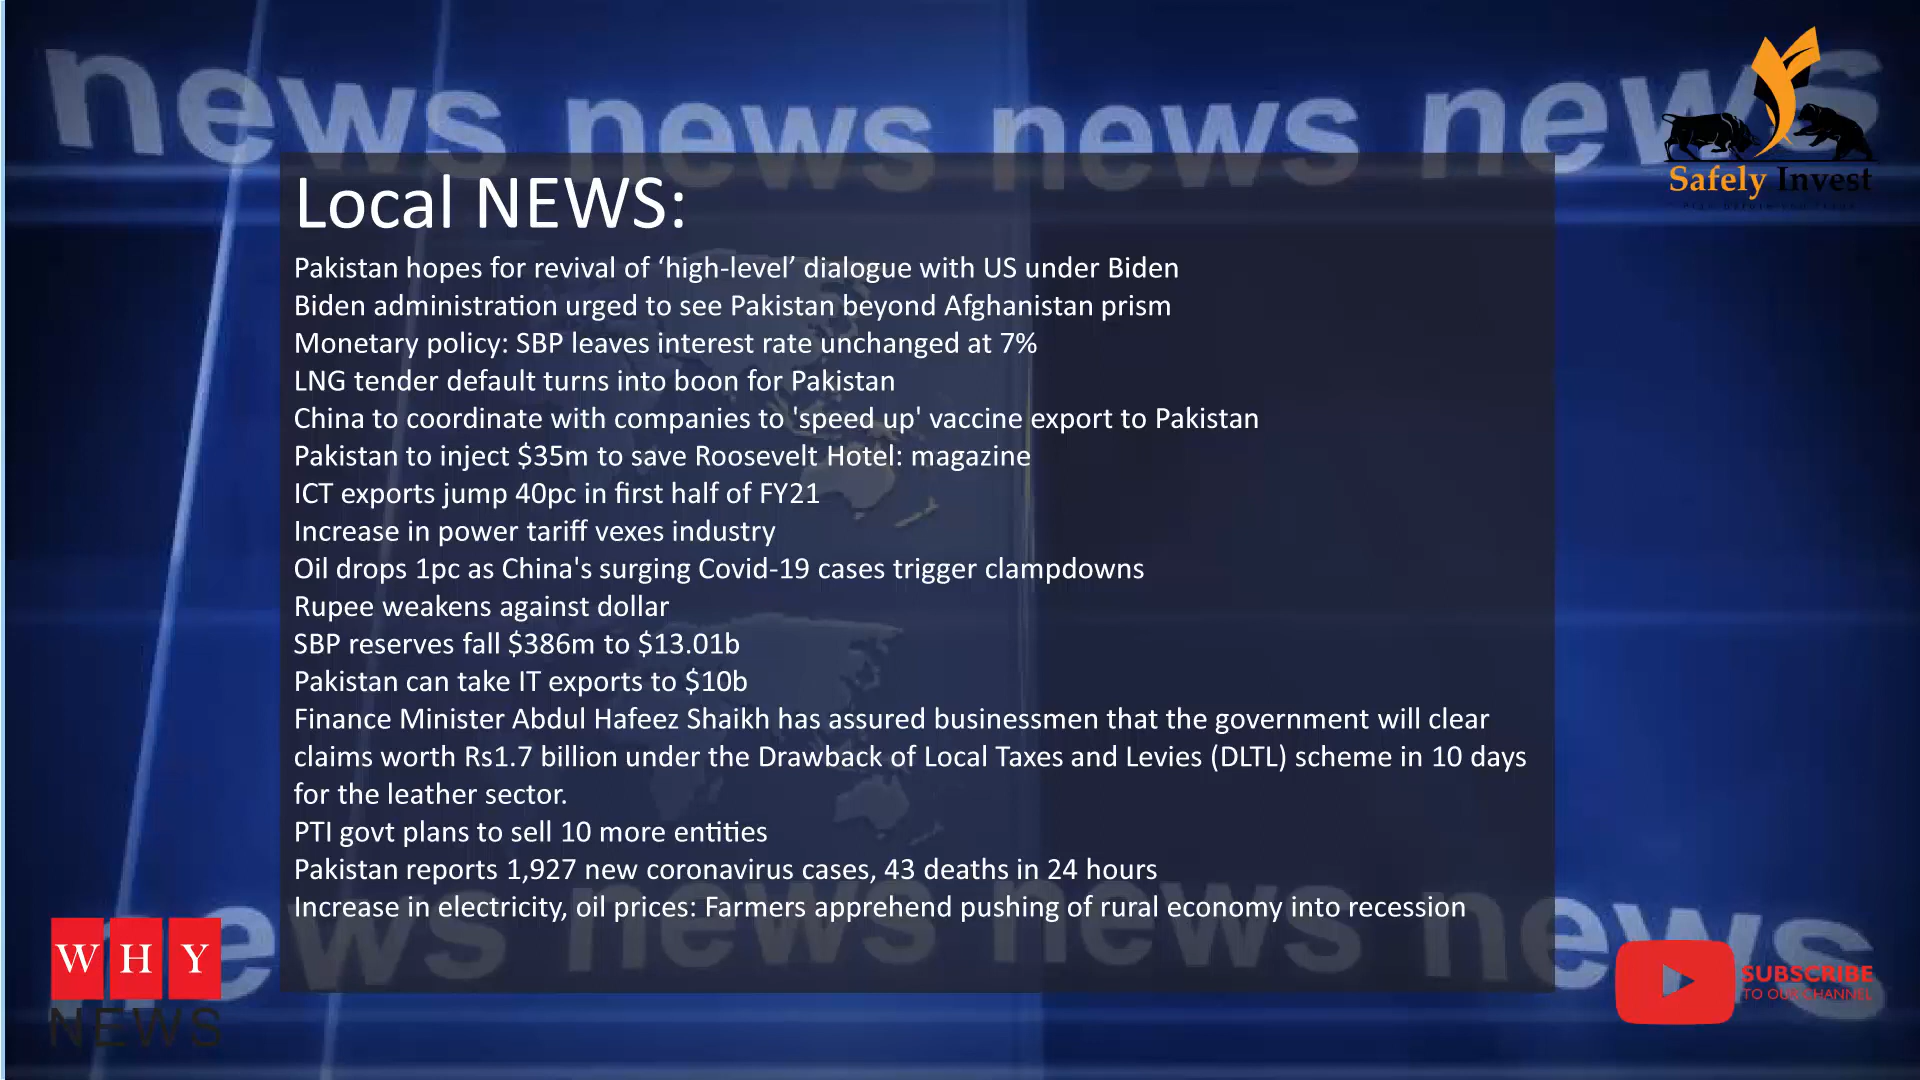 news news news news
Safely Invest
Local NEWS:
Pakistan hopes for revival of ‘high-level’ dialogue with US under Biden
Biden administration urged to see Pakistan beyond Afghanistan prism
Monetary policy: SBP leaves interest rate unchanged at 7%
LNG tender default turns into boon for Pakistan
China to coordinate with companies to 'speed up' vaccine export to Pakistan
Pakistan to inject $35m to save Roosevelt Hotel: magazine
ICT exports jump 40pc in first half of FY21
Increase in power tariff vexes industry
Oil drops 1pc as China's surging Covid-19 cases trigger clampdowns
Rupee weakens against dollar
SBP reserves fall $386m to $13.01b
Pakistan can take IT exports to $10b
Finance Minister Abdul Hafeez Shaikh has assured businessmen that the government will clear
claims worth Rs1.7 billion under the Drawback of Local Taxes and Levies (DLTL) scheme in 10 days
for the leather sector.
PTI govt plans to sell 10 more entities
Pakistan reports 1,927 new coronavirus cases, 43 deaths in 24 hours
Increase in electricity, oil prices: Farmers apprehend pushing of rural economy into recession
news news news news
WHY
NEWS
SUBSCRIBE
TO OUR CHANNEL